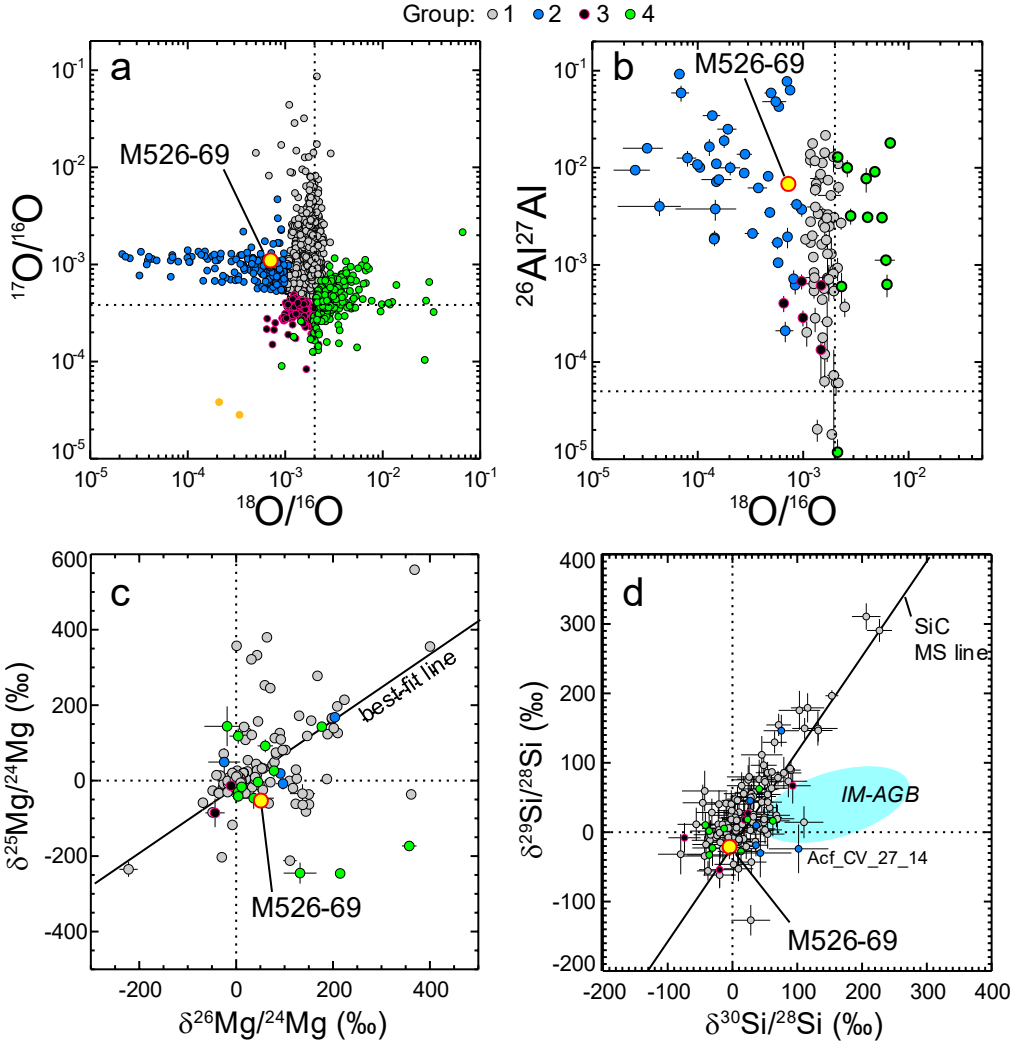 Group: 1 2 3 4
a
M526-69
10⁻¹
10⁻²
10⁻³
10⁻⁴
10⁻⁵
¹⁷O/¹⁶O
10⁻⁵ 10⁻⁴ 10⁻³ 10⁻² 10⁻¹
¹⁸O/¹⁶O
b
M526-69
10⁻¹
10⁻²
10⁻³
10⁻⁴
10⁻⁵
²⁶Al²⁷Al
10⁻⁵ 10⁻⁴ 10⁻³ 10⁻²
¹⁸O/¹⁶O
c
600
400
200
0
-200
-400
δ²⁵Mg/²⁴Mg (‰)
best-fit line
M526-69
-200 0 200 400
δ²⁶Mg/²⁴Mg (‰)
d
400
300
200
100
0
-100
-200
δ²⁹Si/²⁸Si (‰)
SiC
MS line
IM-AGB
Acf_CV_27_14
M526-69
-200 -100 0 100 200 300 400
δ³⁰Si/²⁸Si (‰)